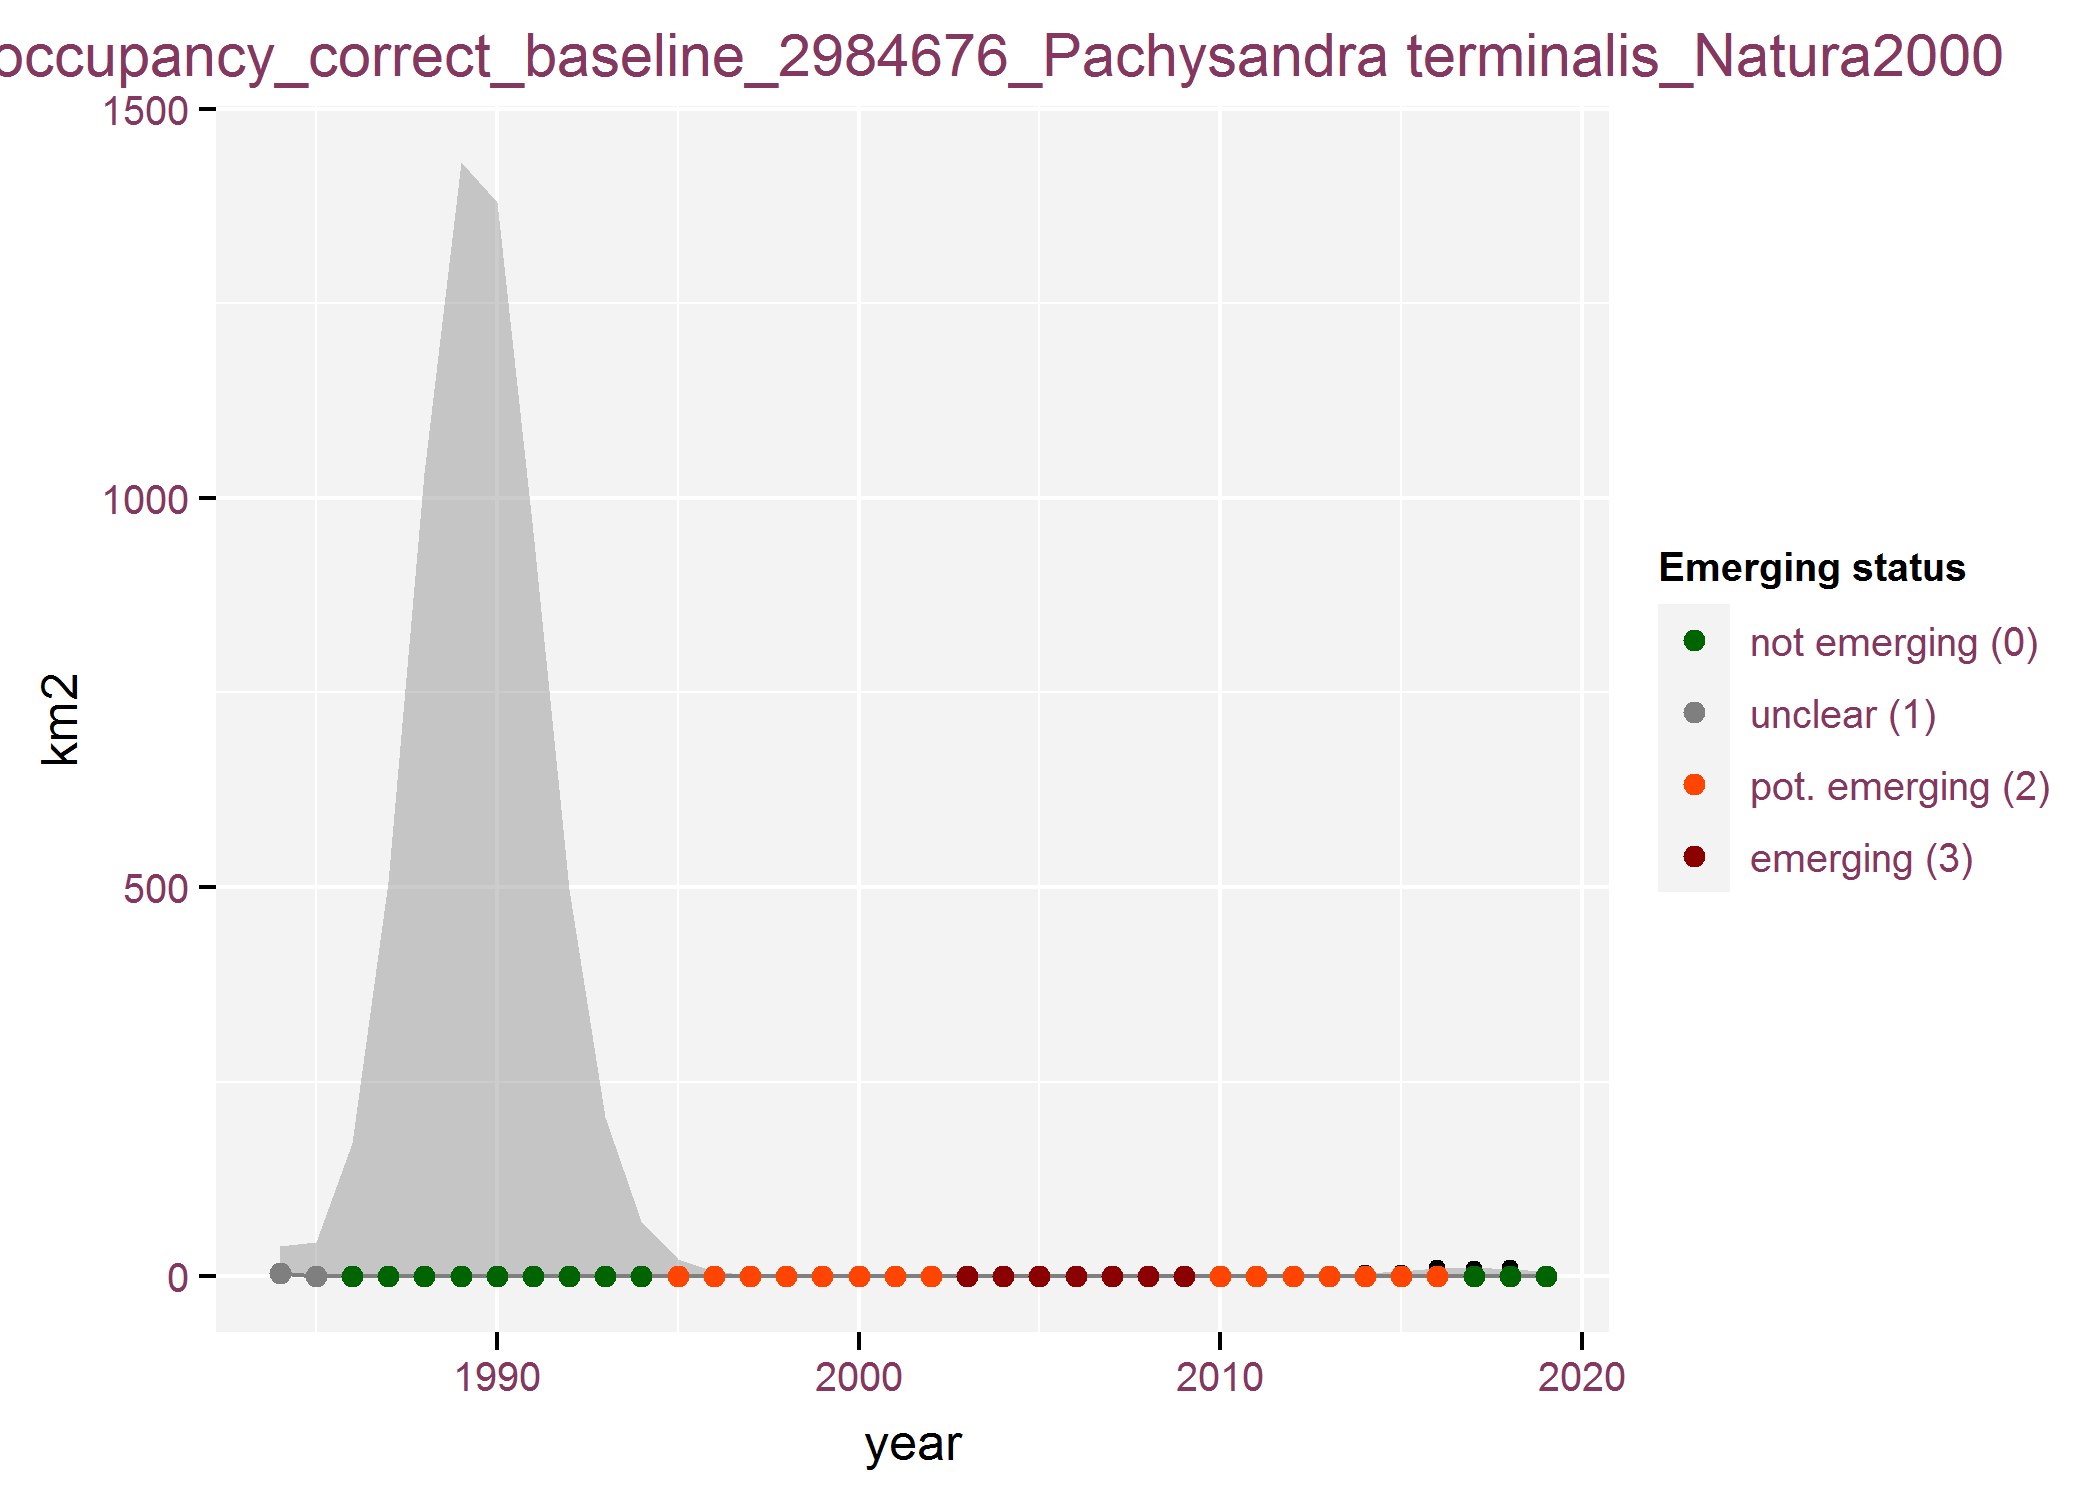 occupancy_correct_baseline_2984676_Pachysandra terminalis_Natura2000
1500
1000
500
0
km2
1990
2000
2010
2020
year
Emerging status
not emerging (0)
unclear (1)
pot. emerging (2)
emerging (3)